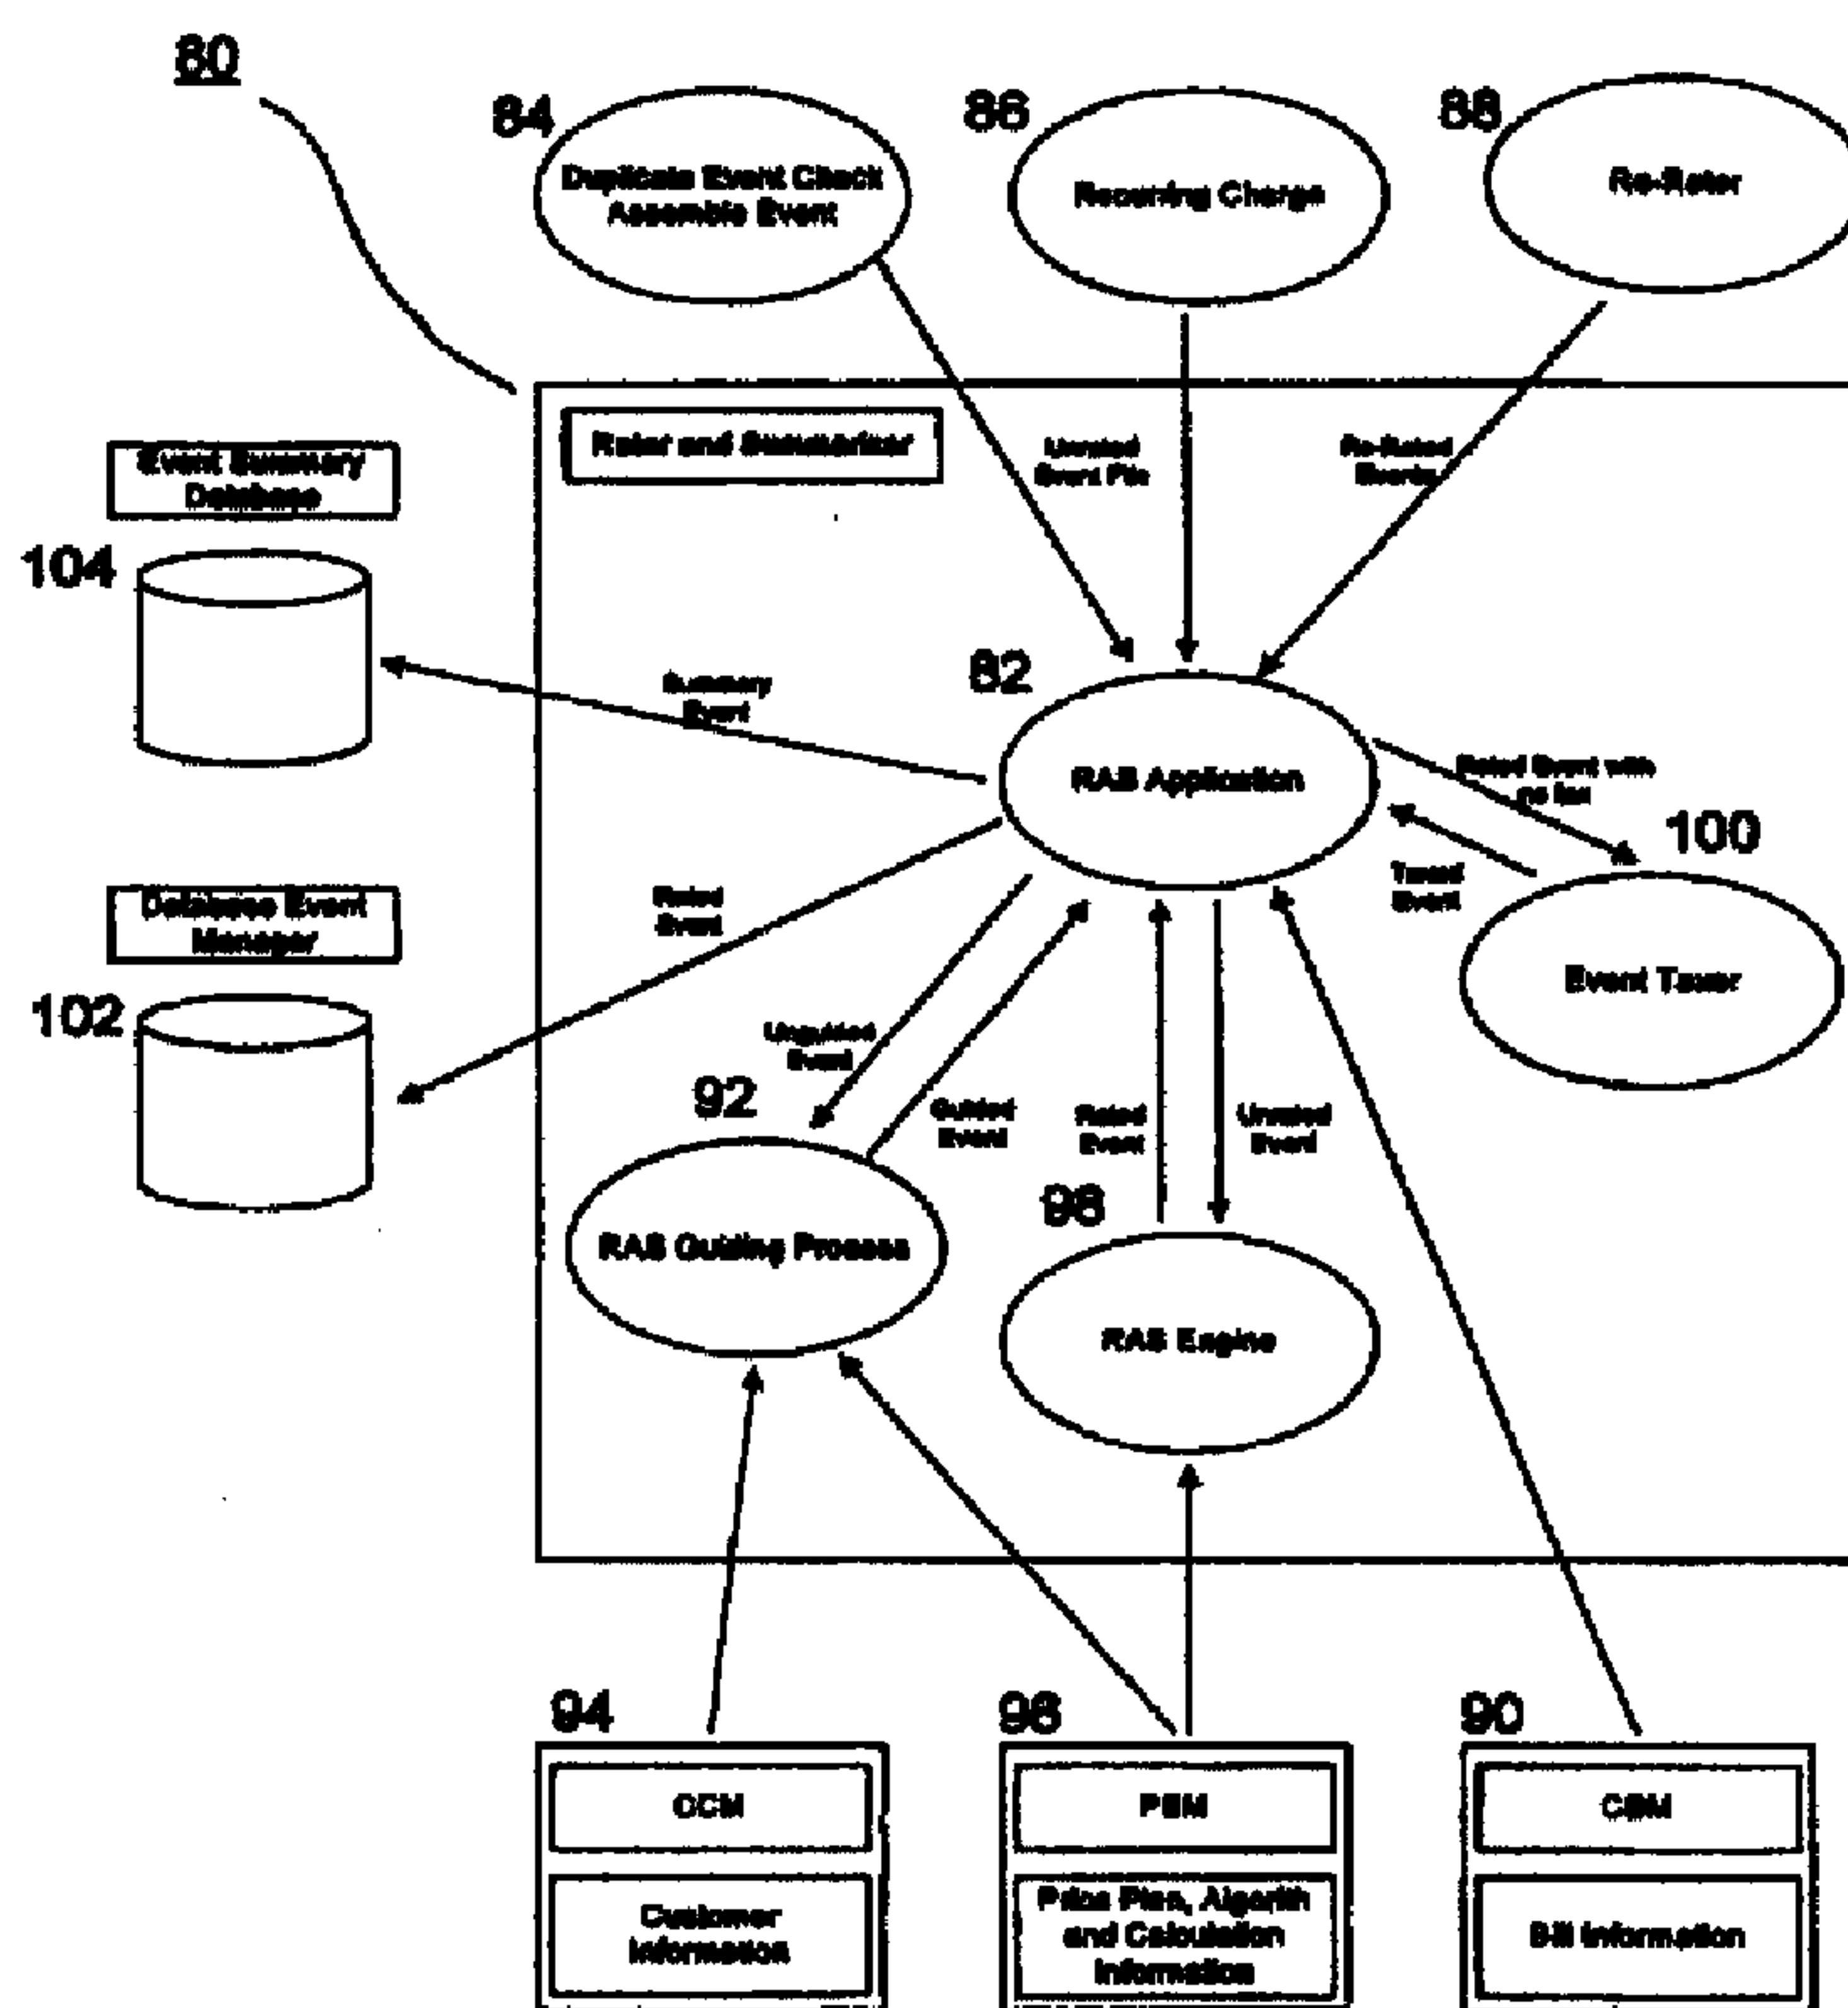 80
84
86
88
Duplicate Event Check
Assemble Event
Recurring Charge
Re-Rater
Rater and Summarizer
Unrated
Event File
Re-Rated
Events
Event Summary
Database
104
82
Summary
Event
RAS Application
Rated Event with
no tax
100
Taxed
Event
Event Taxer
Rated
Event
Database Event
Manager
102
Unguided
Event
92
Guided
Event
Rated
Event
Unrated
Event
RAS Guiding Process
RAS Engine
94
90
CCM
CBM
Customer
Information
Price Plan, Algorith
and Calculation
Information
Bill Information